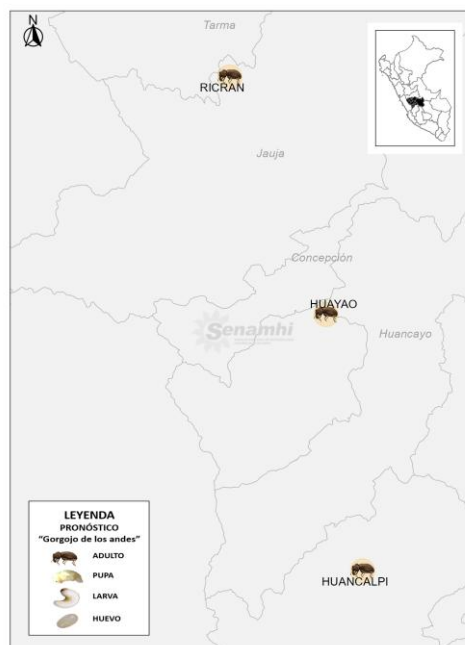 N
Tarma
RICRAN
Jauja
Concepción
HUAYAO
Senamhi
Huancayo
HUANCALPI
LEYENDA
PRONÓSTICO
"Gorgojo de los andes"
ADULTO
PUPA
LARVA
HUEVO